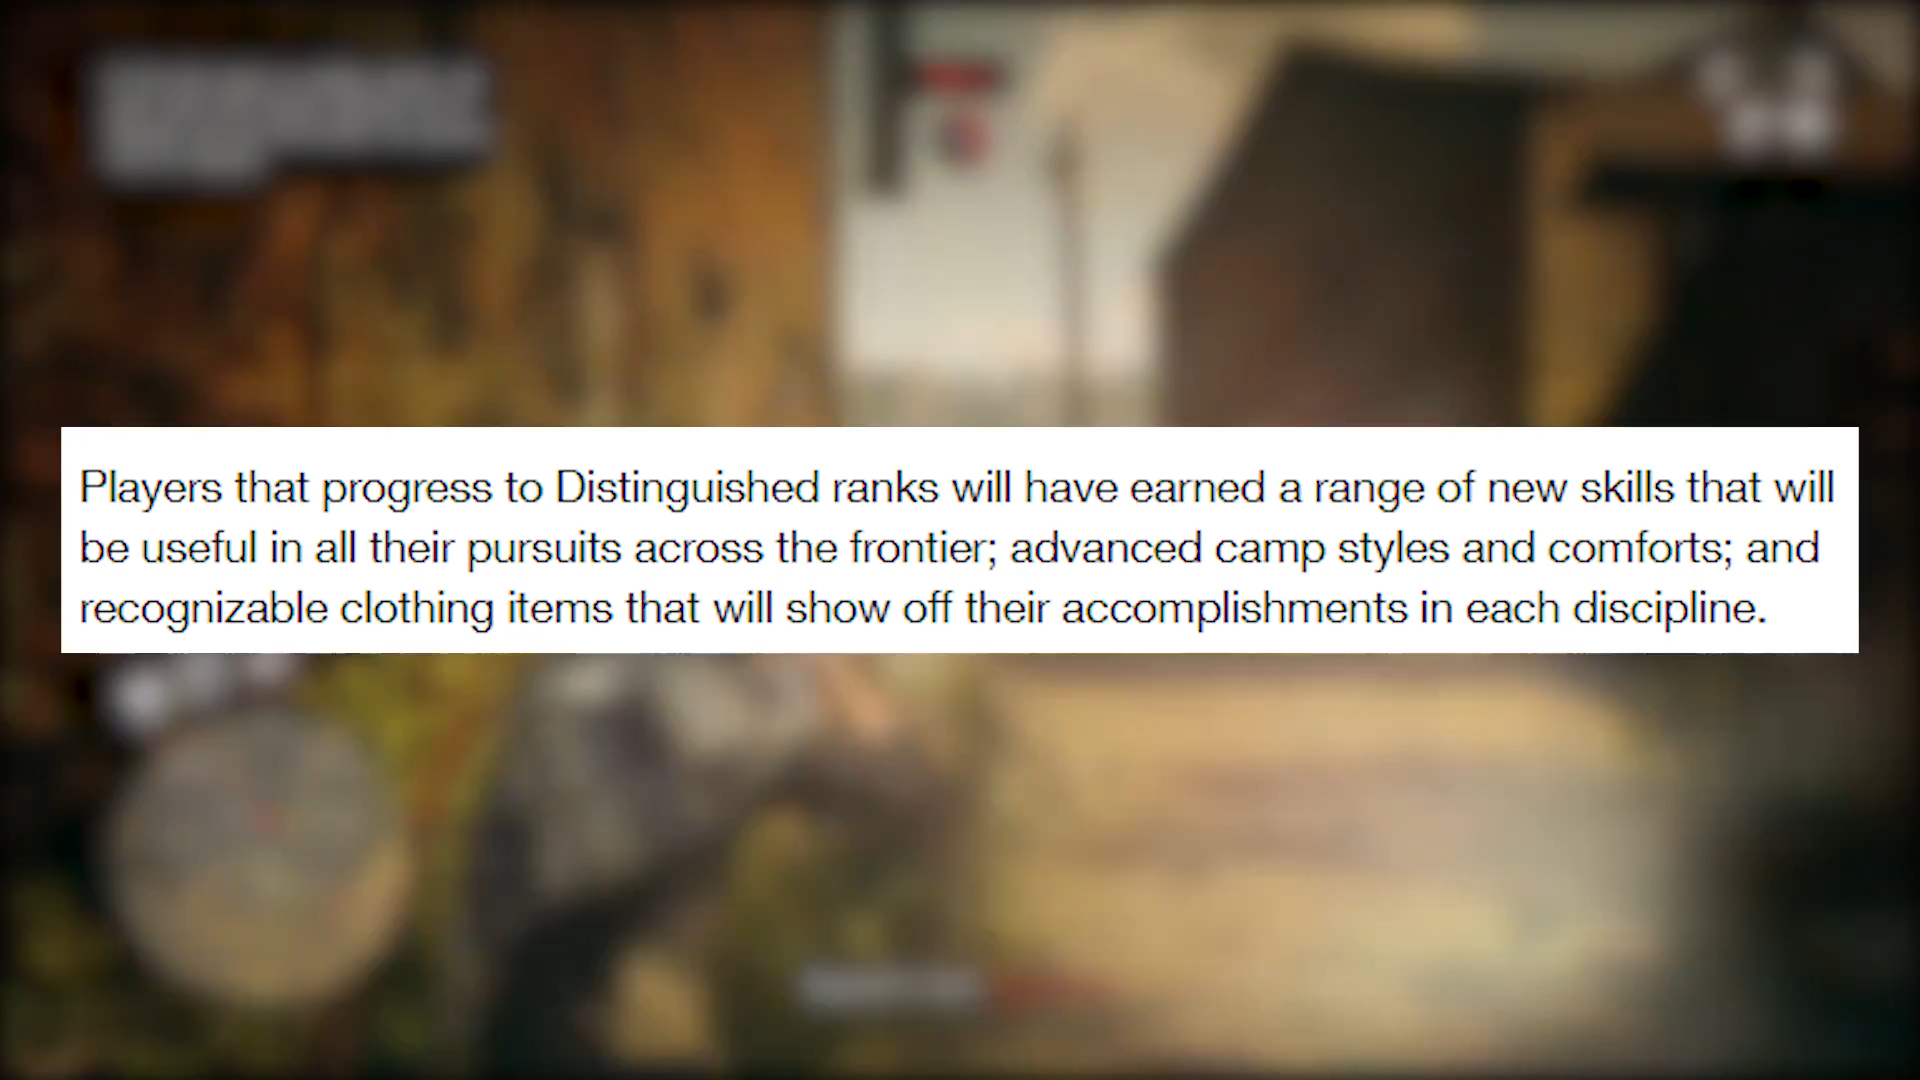 Players that progress to Distinguished ranks will have earned a range of new skills that will
be useful in all their pursuits across the frontier; advanced camp styles and comforts; and
recognizable clothing items that will show off their accomplishments in each discipline.